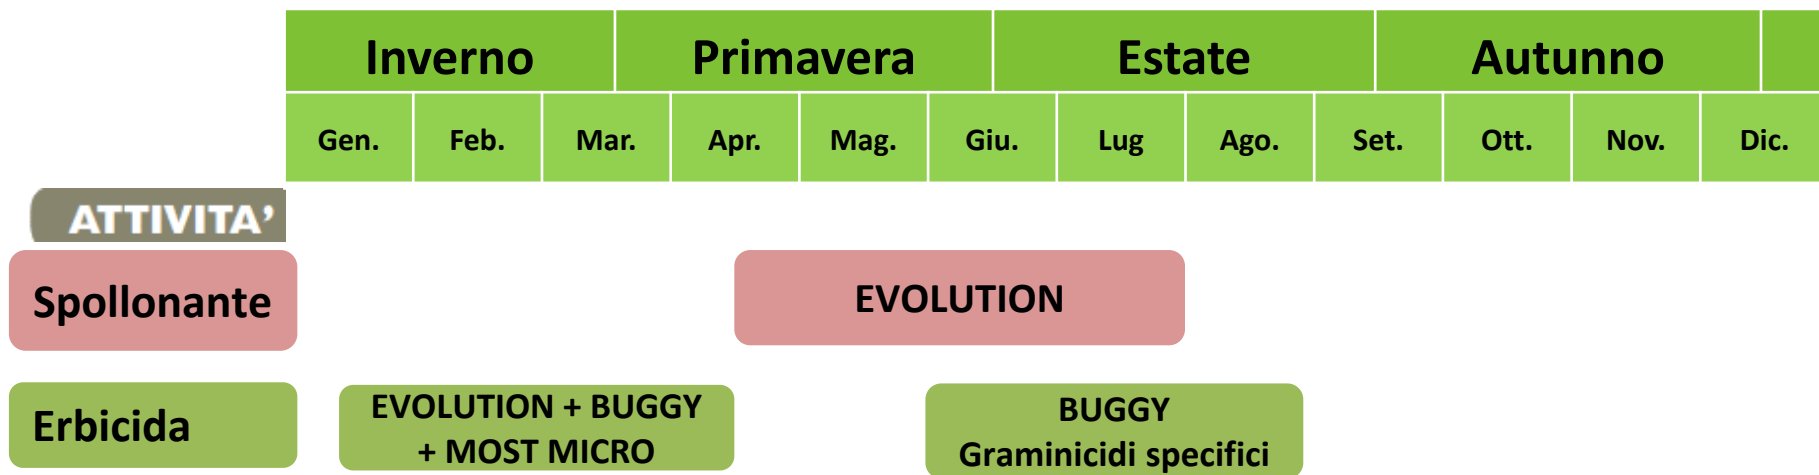 Inverno Primavera Estate Autunno
Gen. Feb. Mar. Apr. Mag. Giu. Lug Ago. Set. Ott. Nov. Dic.
ATTIVITA’
Spollonante EVOLUTION
Erbicida
EVOLUTION + BUGGY
+ MOST MICRO
BUGGY
Graminicidi specifici